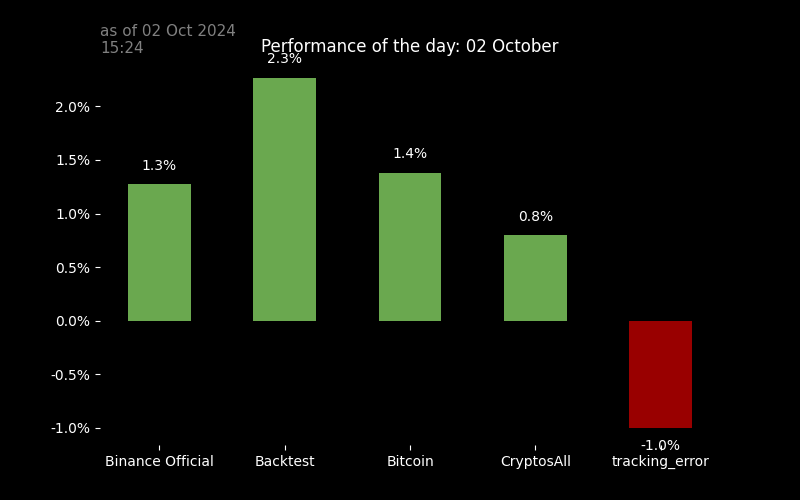 as of 02 Oct 2024
15:24
Performance of the day: 02 October
2.3%
2.0%
1.3%
1.4%
1.5%
1.0%
0.8%
0.5%
0.0%
-0.5%
-1.0%
-1.0%
Binance Official
Backtest
Bitcoin
CryptosAll
tracking_error